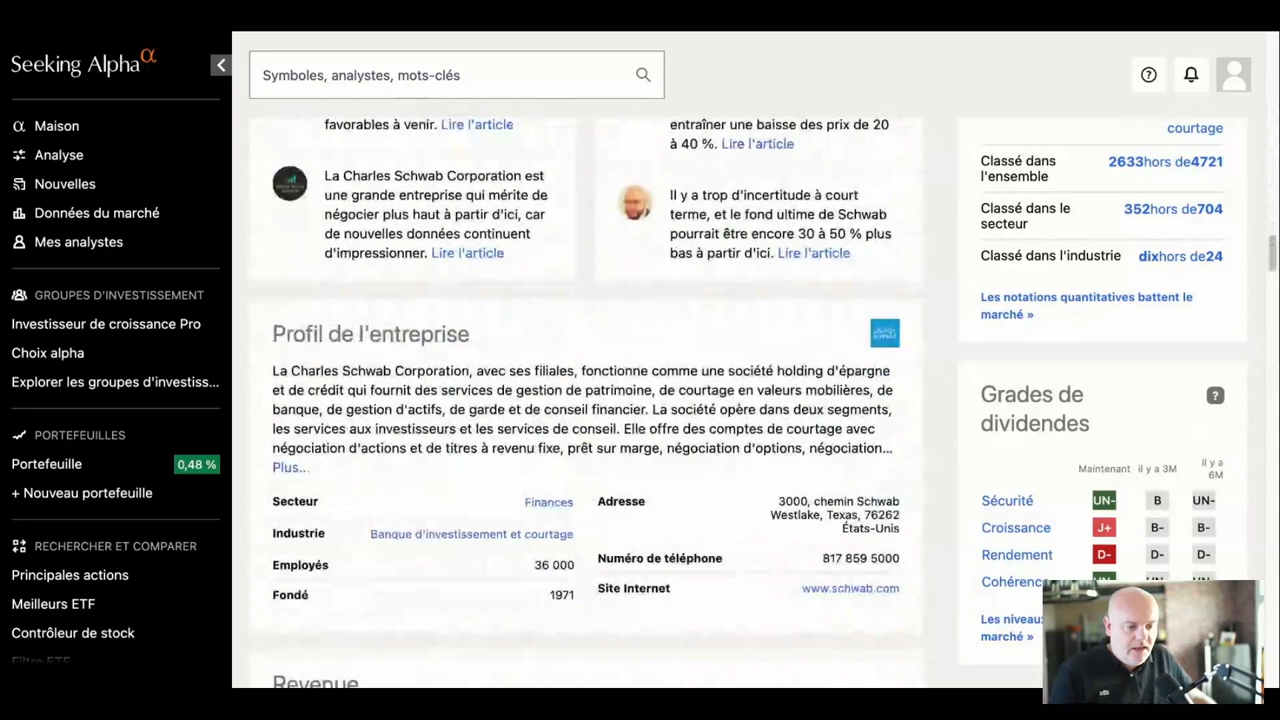 Seeking Alpha α
Maison
Analyse
Nouvelles
Données du marché
Mes analystes
GROUPES D'INVESTISSEMENT
Investisseur de croissance Pro
Choix alpha
Explorer les groupes d'investiss...
PORTEFEUILLES
Portefeuille 0,48 %
+ Nouveau portefeuille
RECHERCHER ET COMPARER
Principales actions
Meilleurs ETF
Contrôleur de stock
Filtre ETF
Symboles, analystes, mots-clés
favorables à venir. Lire l'article
La Charles Schwab Corporation est
une grande entreprise qui mérite de
négocier plus haut à partir d'ici, car
de nouvelles données continuent
d'impressionner. Lire l'article
entraîner une baisse des prix de 20
à 40 %. Lire l'article
Il y a trop d'incertitude à court
terme, et le fond ultime de Schwab
pourrait être encore 30 à 50 % plus
bas à partir d'ici. Lire l'article
Profil de l'entreprise
La Charles Schwab Corporation, avec ses filiales, fonctionne comme une société holding d'épargne
et de crédit qui fournit des services de gestion de patrimoine, de courtage en valeurs mobilières, de
banque, de gestion d'actifs, de garde et de conseil financier. La société opère dans deux segments,
les services aux investisseurs et les services de conseil. Elle offre des comptes de courtage avec
négociation d'actions et de titres à revenu fixe, prêt sur marge, négociation d'options, négociation...
Plus...
Secteur Finances
Industrie Banque d'investissement et courtage
Employés 36 000
Fondé 1971
Adresse 3000, chemin Schwab
Westlake, Texas, 76262
États-Unis
Numéro de téléphone 817 859 5000
Site Internet www.schwab.com
Revenue
courtage
Classé dans 2633hors de4721
l'ensemble
Classé dans le 352hors de704
secteur
Classé dans l'industrie dixhors de24
Les notations quantitatives battent le
marché »
Grades de
dividendes
?
Maintenant il y a 3M il y a
6M
Sécurité UN- B UN-
Croissance J+ B- B-
Rendement D- D- D-
Cohérenc
Les niveau
marché »